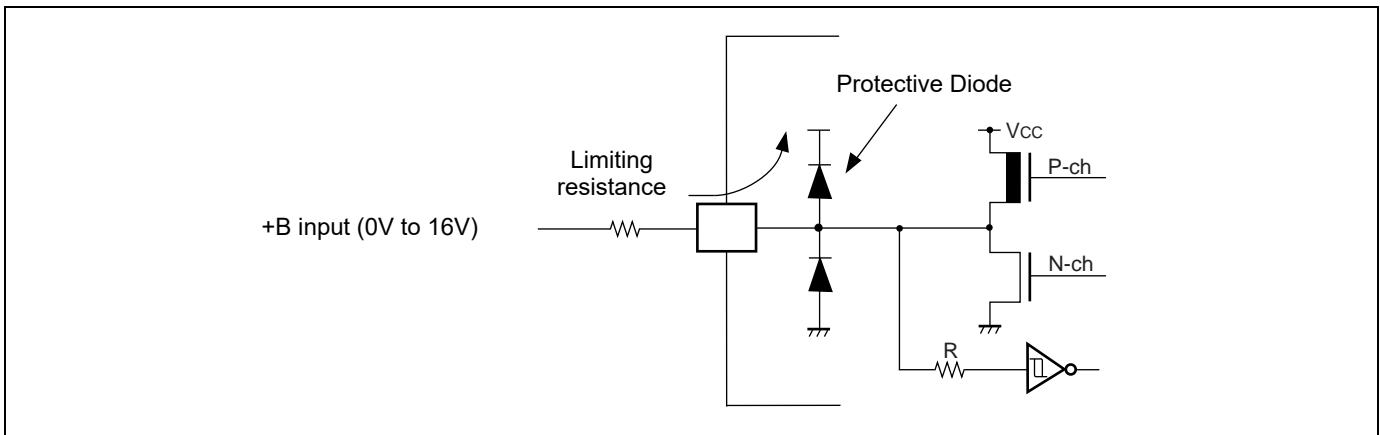 Protective Diode
VCC
Limiting
resistance
P-ch
+B input (0V to 16V)
N-ch
R